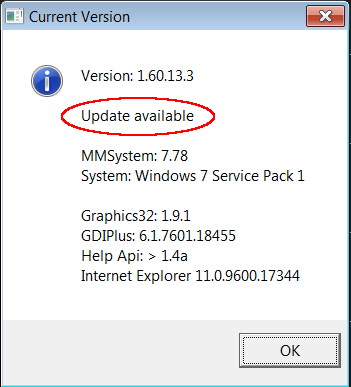 Current Version
Version: 1.60.13.3
Update available
MMSystem: 7.78
System: Windows 7 Service Pack 1
Graphics32: 1.9.1
GDIPlus: 6.1.7601.18455
Help Api: > 1.4a
Internet Explorer 11.0.9600.17344
OK